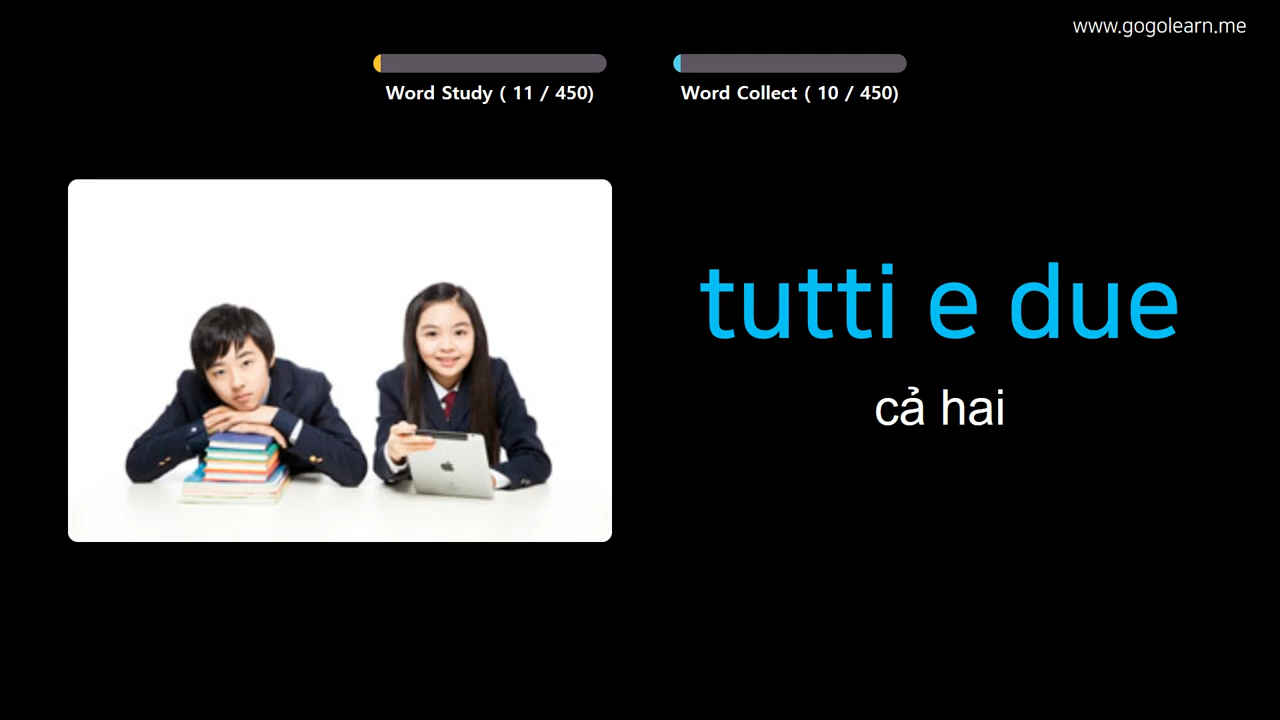 www.gogolearn.me
Word Study ( 11 / 450)
Word Collect ( 10 / 450)
tutti e due
cả hai